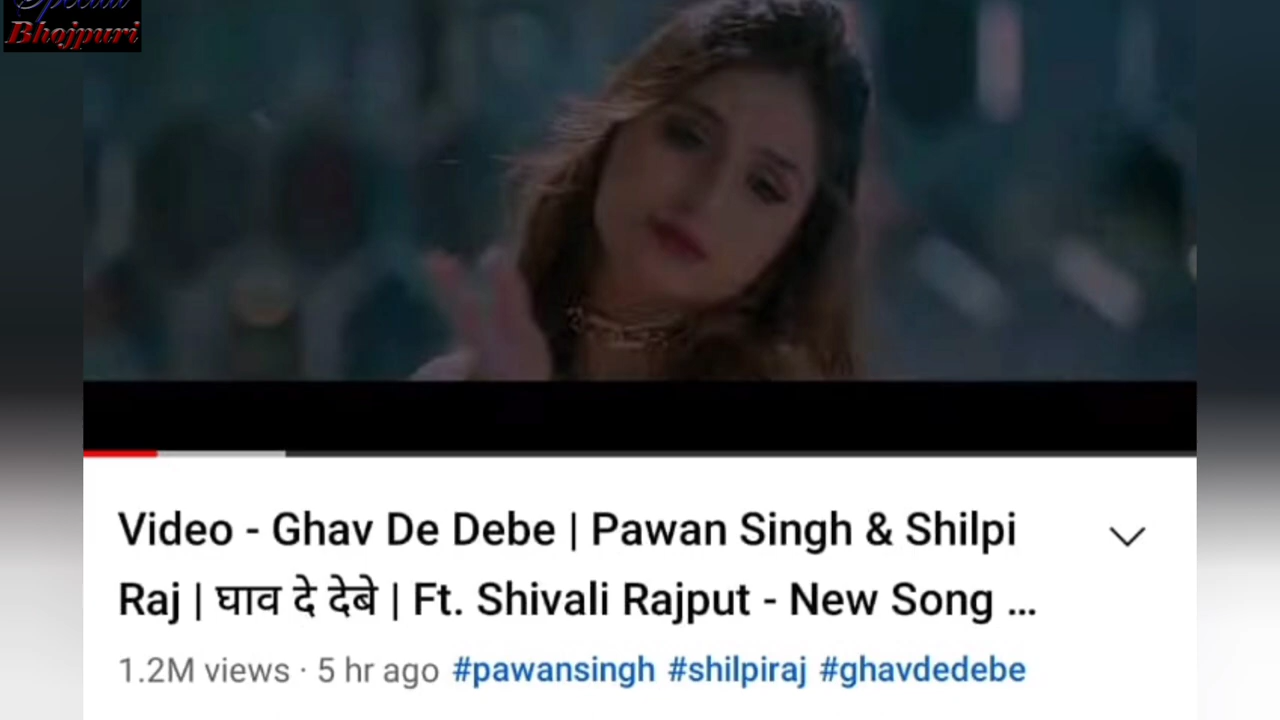 Special
Bhojpuri
Video - Ghav De Debe | Pawan Singh & Shilpi
Raj | घाव दे देबे | Ft. Shivali Rajput - New Song ...
1.2M views · 5 hr ago #pawansingh #shilpiraj #ghavdedebe